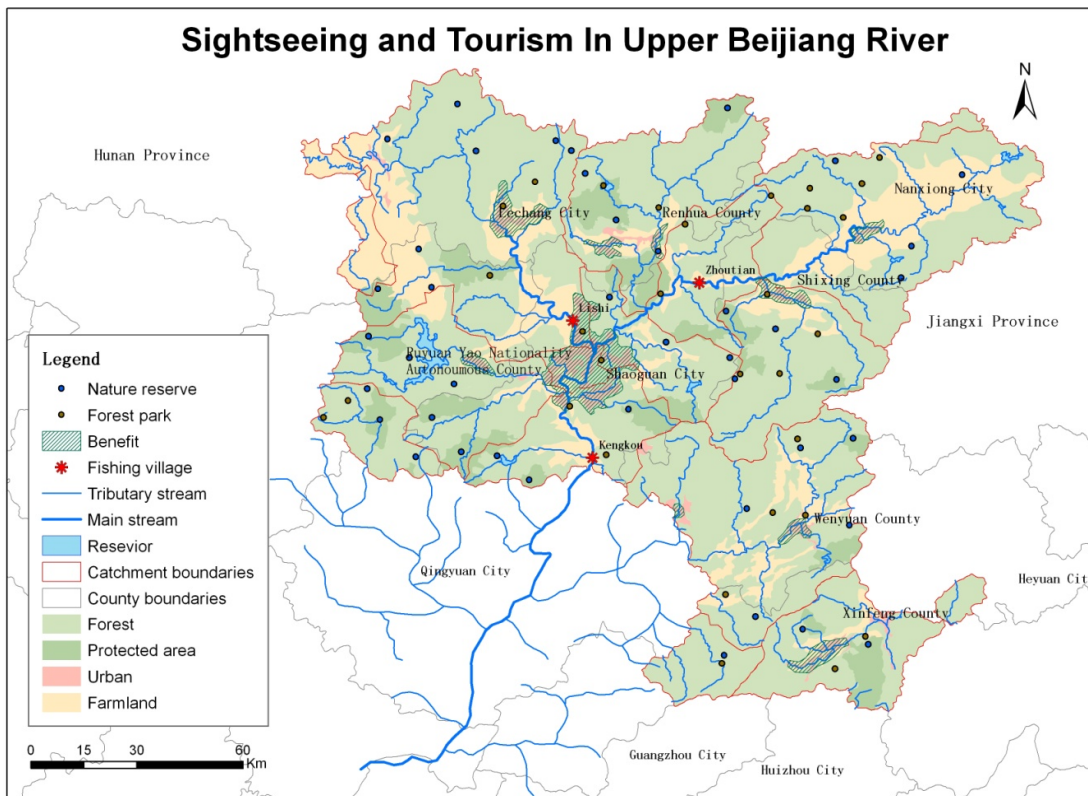 Sightseeing and Tourism In Upper Beijiang River
N
Hunan Province
Nanxiong City
Lechang City
Renhua County
Zhoutian
Shixing County
Lishi
Jiangxi Province
Ruyuan Yao Nationality
Autonoumous County
Shaoguan City
Kengkou
Wenyuan County
Qingyuan City
Heyuan Cit
Xinfeng County
Guangzhou City
Huizhou City
Legend
Nature reserve
Forest park
Benefit
Fishing village
Tributary stream
Main stream
Resevior
Catchment boundaries
County boundaries
Forest
Protected area
Urban
Farmland
0 15 30 60
Km